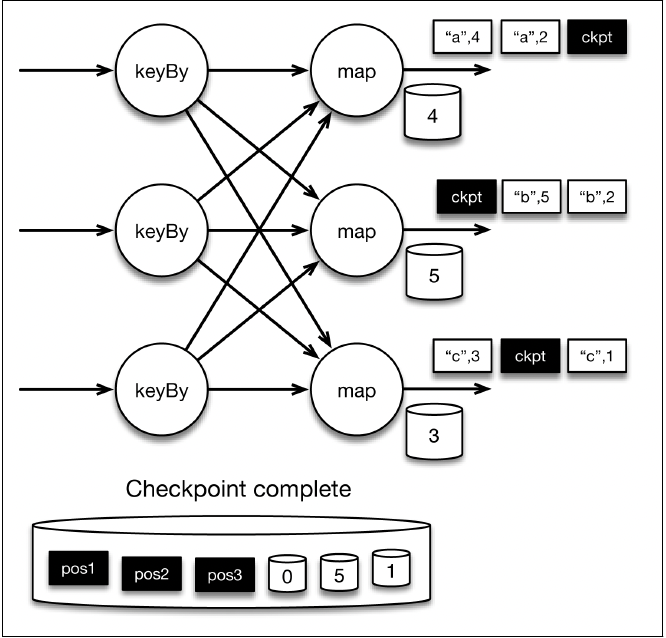 "a",4 "a",2 ckpt
keyBy map
4
ckpt "b",5 "b",2
keyBy map
5
"c",3 ckpt "c",1
keyBy map
3
Checkpoint complete
pos1 pos2 pos3 0 5 1